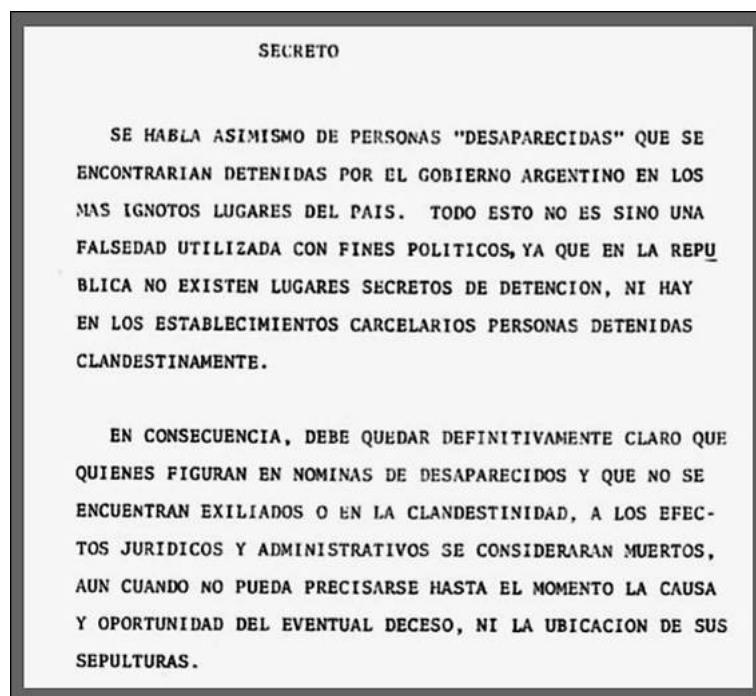 SECRETO
SE HABLA ASIMISMO DE PERSONAS "DESAPARECIDAS" QUE SE
ENCONTRARIAN DETENIDAS POR EL GOBIERNO ARGENTINO EN LOS
MAS IGNOTOS LUGARES DEL PAIS. TODO ESTO NO ES SINO UNA
FALSEDAD UTILIZADA CON FINES POLITICOS, YA QUE EN LA REPU
BLICA NO EXISTEN LUGARES SECRETOS DE DETENCION, NI HAY
EN LOS ESTABLECIMIENTOS CARCELARIOS PERSONAS DETENIDAS
CLANDESTINAMENTE.
EN CONSECUENCIA, DEBE QUEDAR DEFINITIVAMENTE CLARO QUE
QUIENES FIGURAN EN NOMINAS DE DESAPARECIDOS Y QUE NO SE
ENCUENTRAN EXILIADOS O EN LA CLANDESTINIDAD, A LOS EFEC-
TOS JURIDICOS Y ADMINISTRATIVOS SE CONSIDERARAN MUERTOS,
AUN CUANDO NO PUEDA PRECISARSE HASTA EL MOMENTO LA CAUSA
Y OPORTUNIDAD DEL EVENTUAL DECESO, NI LA UBICACION DE SUS
SEPULTURAS.